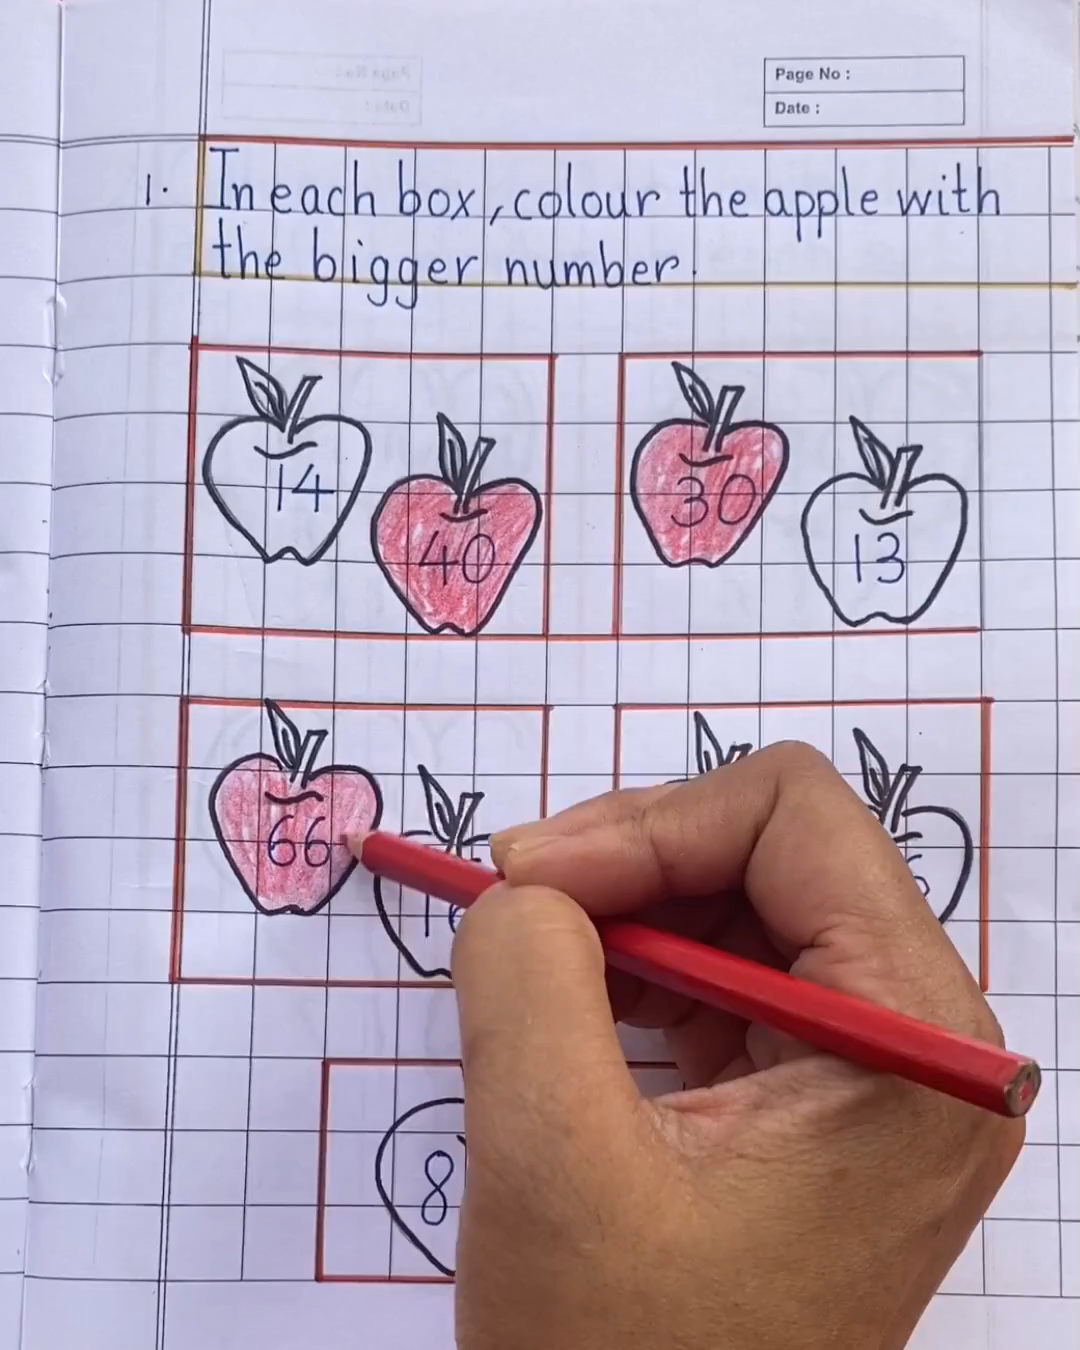 Page No :
Date :
1. In each box, colour the apple with
the bigger number.
14
40
30
13
66
8